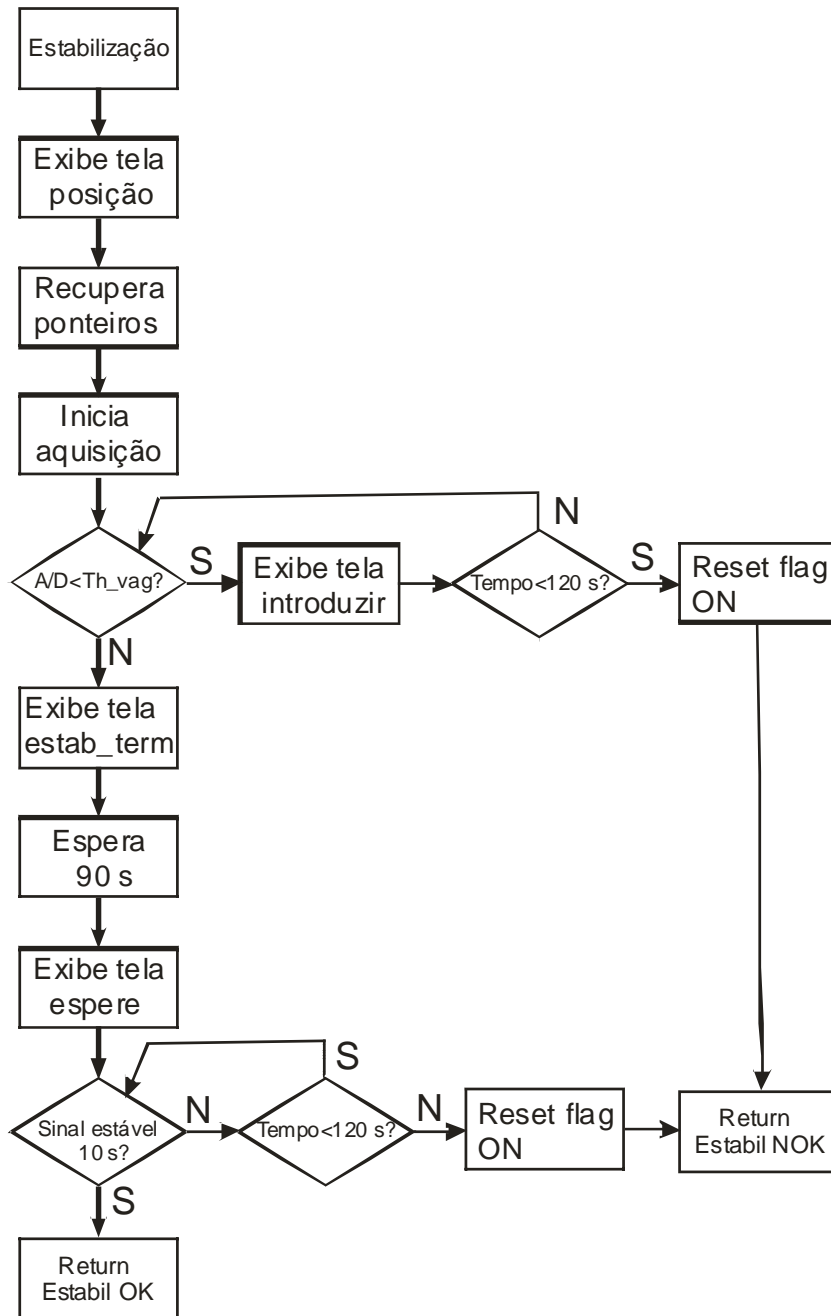 Estabilização
Exibe tela
posição
Recupera
ponteiros
Inicia
aquisição
N
A/D<Th_vag?
S
Exibe tela
introduzir
Tempo<120 s?
S
Reset flag
ON
N
Exibe tela
estab_term
Espera
90 s
Exibe tela
espere
S
Sinal estável
10 s?
N
Tempo<120 s?
N
Reset flag
ON
Return
Estabil NOK
S
Return
Estabil OK